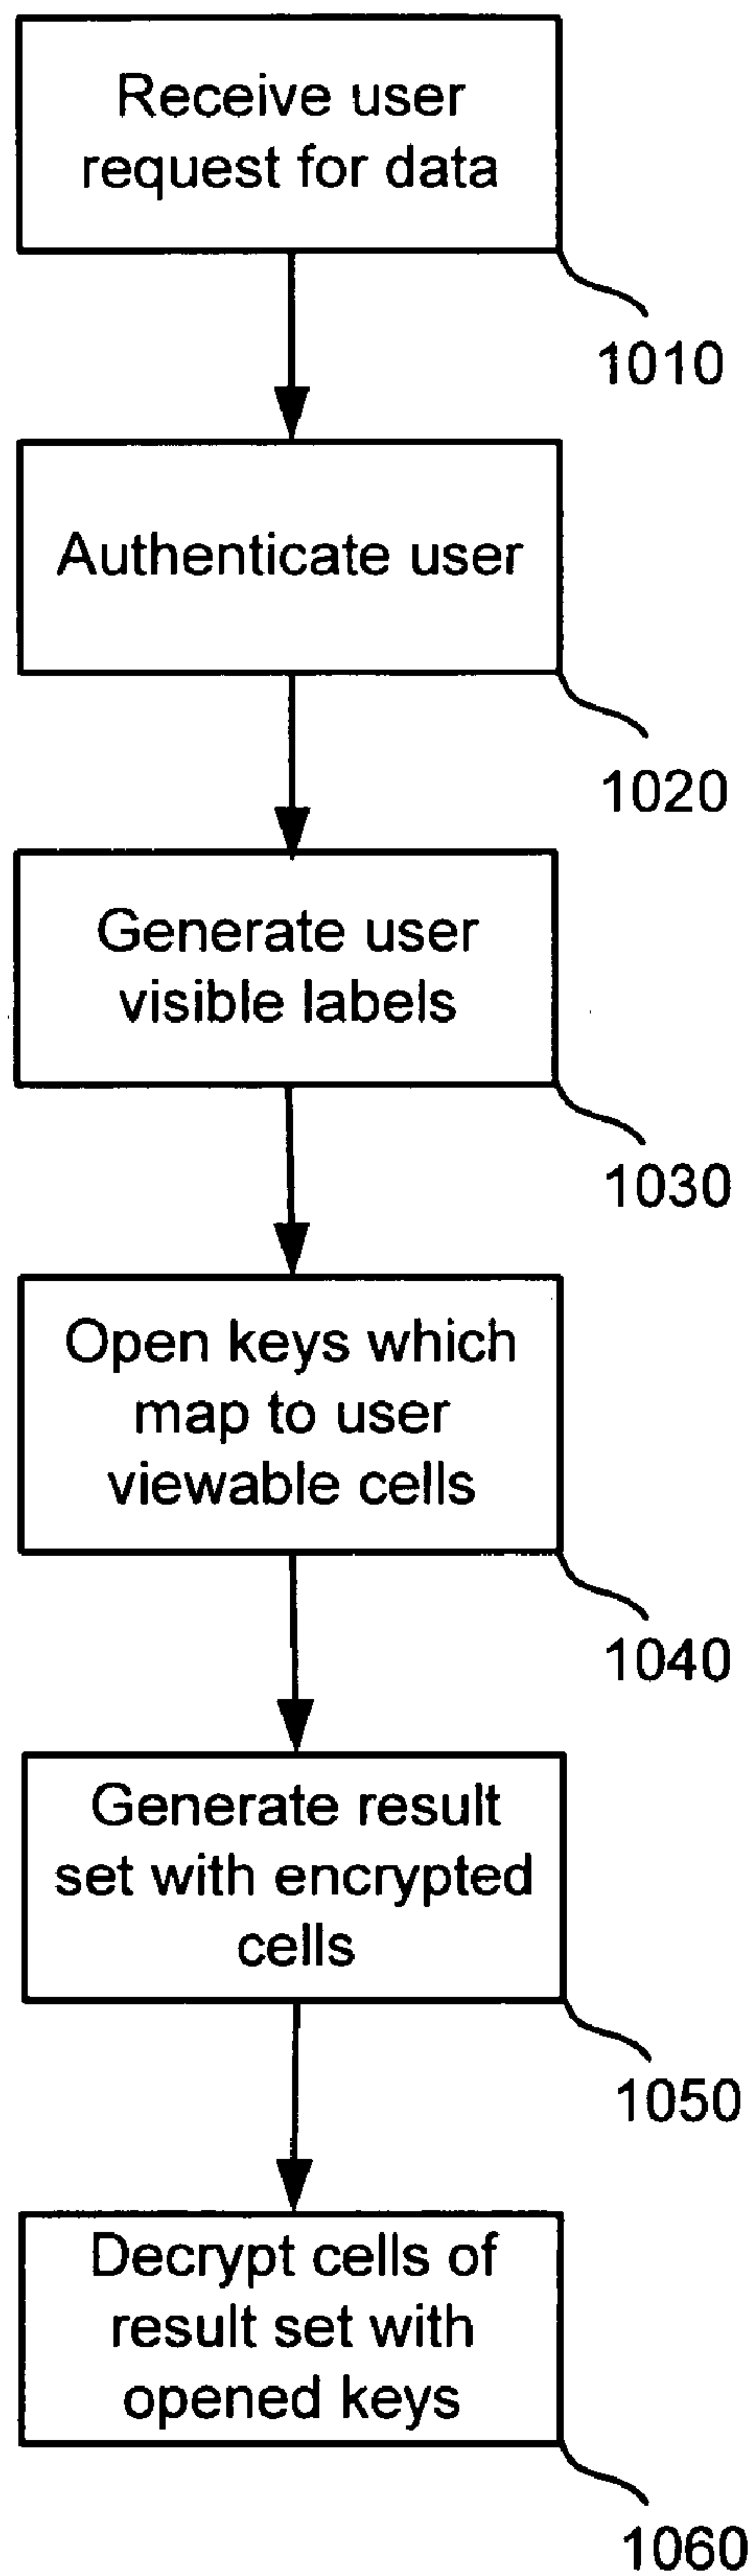 Receive user
request for data
1010
Authenticate user
1020
Generate user
visible labels
1030
Open keys which
map to user
viewable cells
1040
Generate result
set with encrypted
cells
1050
Decrypt cells of
result set with
opened keys
1060